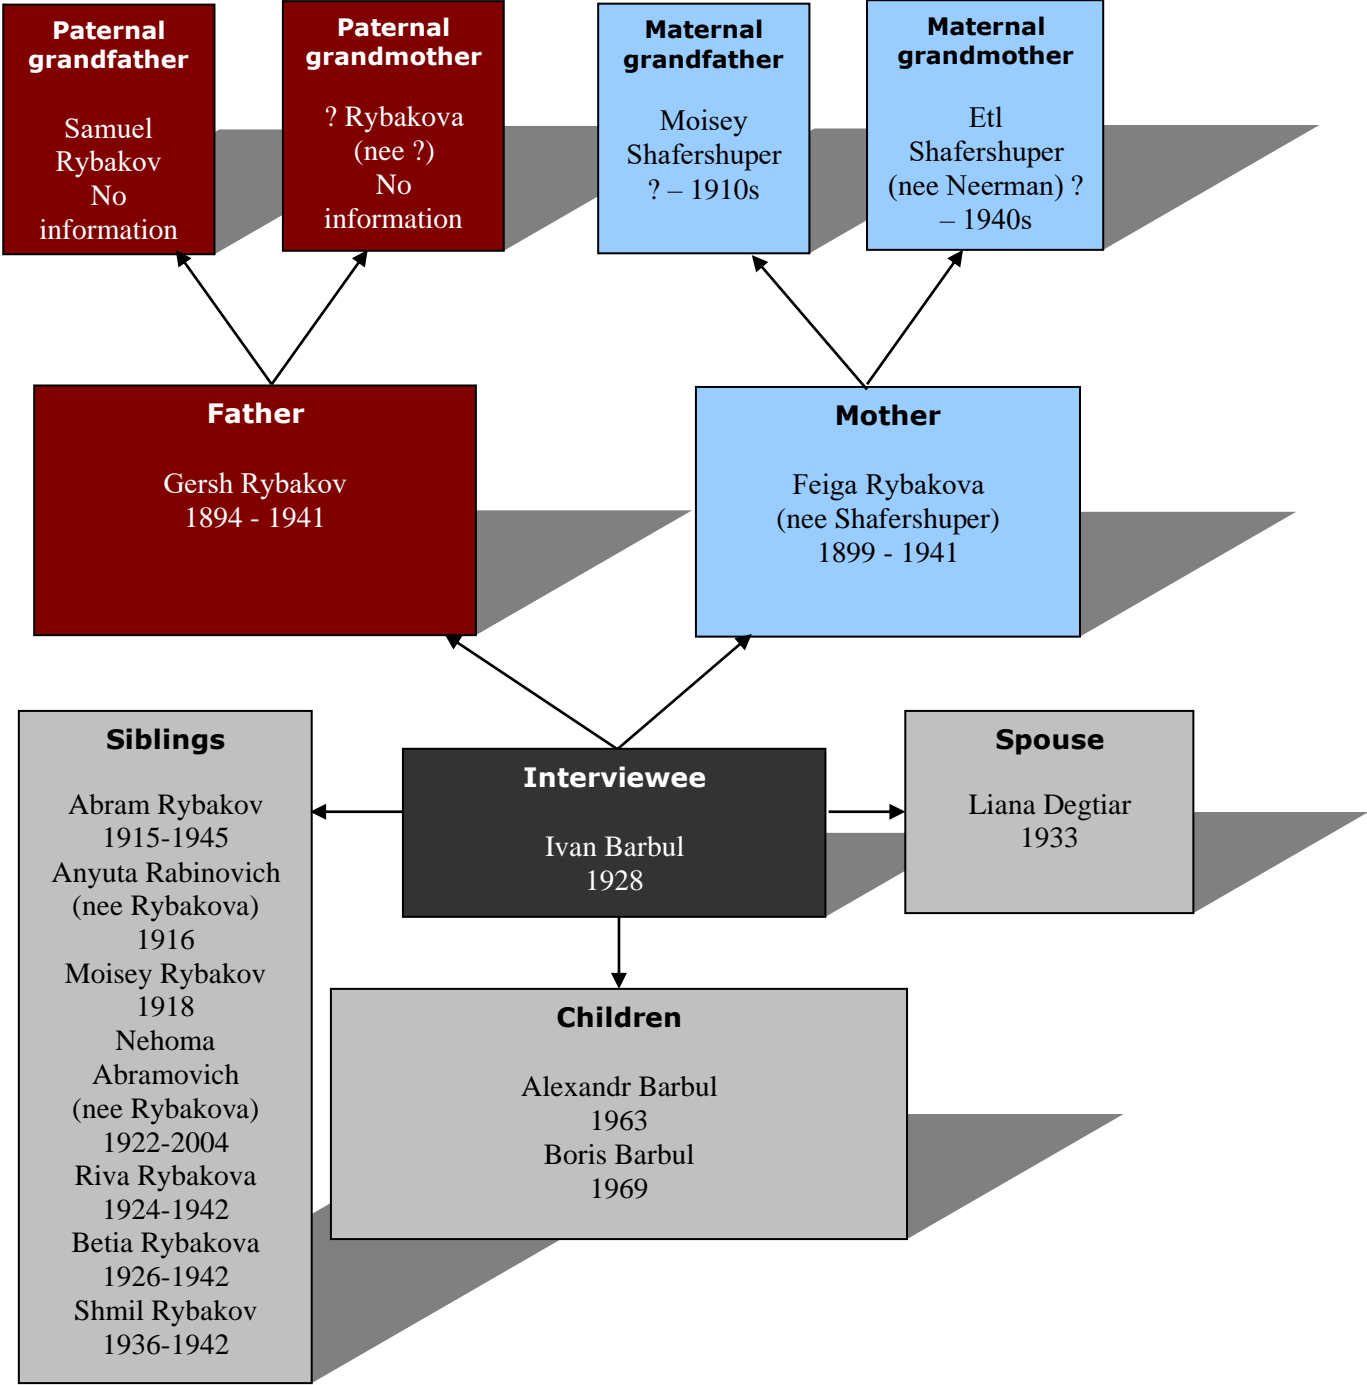 Paternal
grandfather
Samuel
Rybakov
No
information
Paternal
grandmother
? Rybakova
(nee ?)
No
information
Maternal
grandfather
Moisey
Shafershuper
? – 1910s
Maternal
grandmother
Etl
Shafershuper
(nee Neerman) ?
– 1940s
Father
Gersh Rybakov
1894 - 1941
Mother
Feiga Rybakova
(nee Shafershuper)
1899 - 1941
Siblings
Abram Rybakov
1915-1945
Anyuta Rabinovich
(nee Rybakova)
1916
Moisey Rybakov
1918
Nehoma
Abramovich
(nee Rybakova)
1922-2004
Riva Rybakova
1924-1942
Betia Rybakova
1926-1942
Shmil Rybakov
1936-1942
Interviewee
Ivan Barbul
1928
Spouse
Liana Degtiar
1933
Children
Alexandr Barbul
1963
Boris Barbul
1969